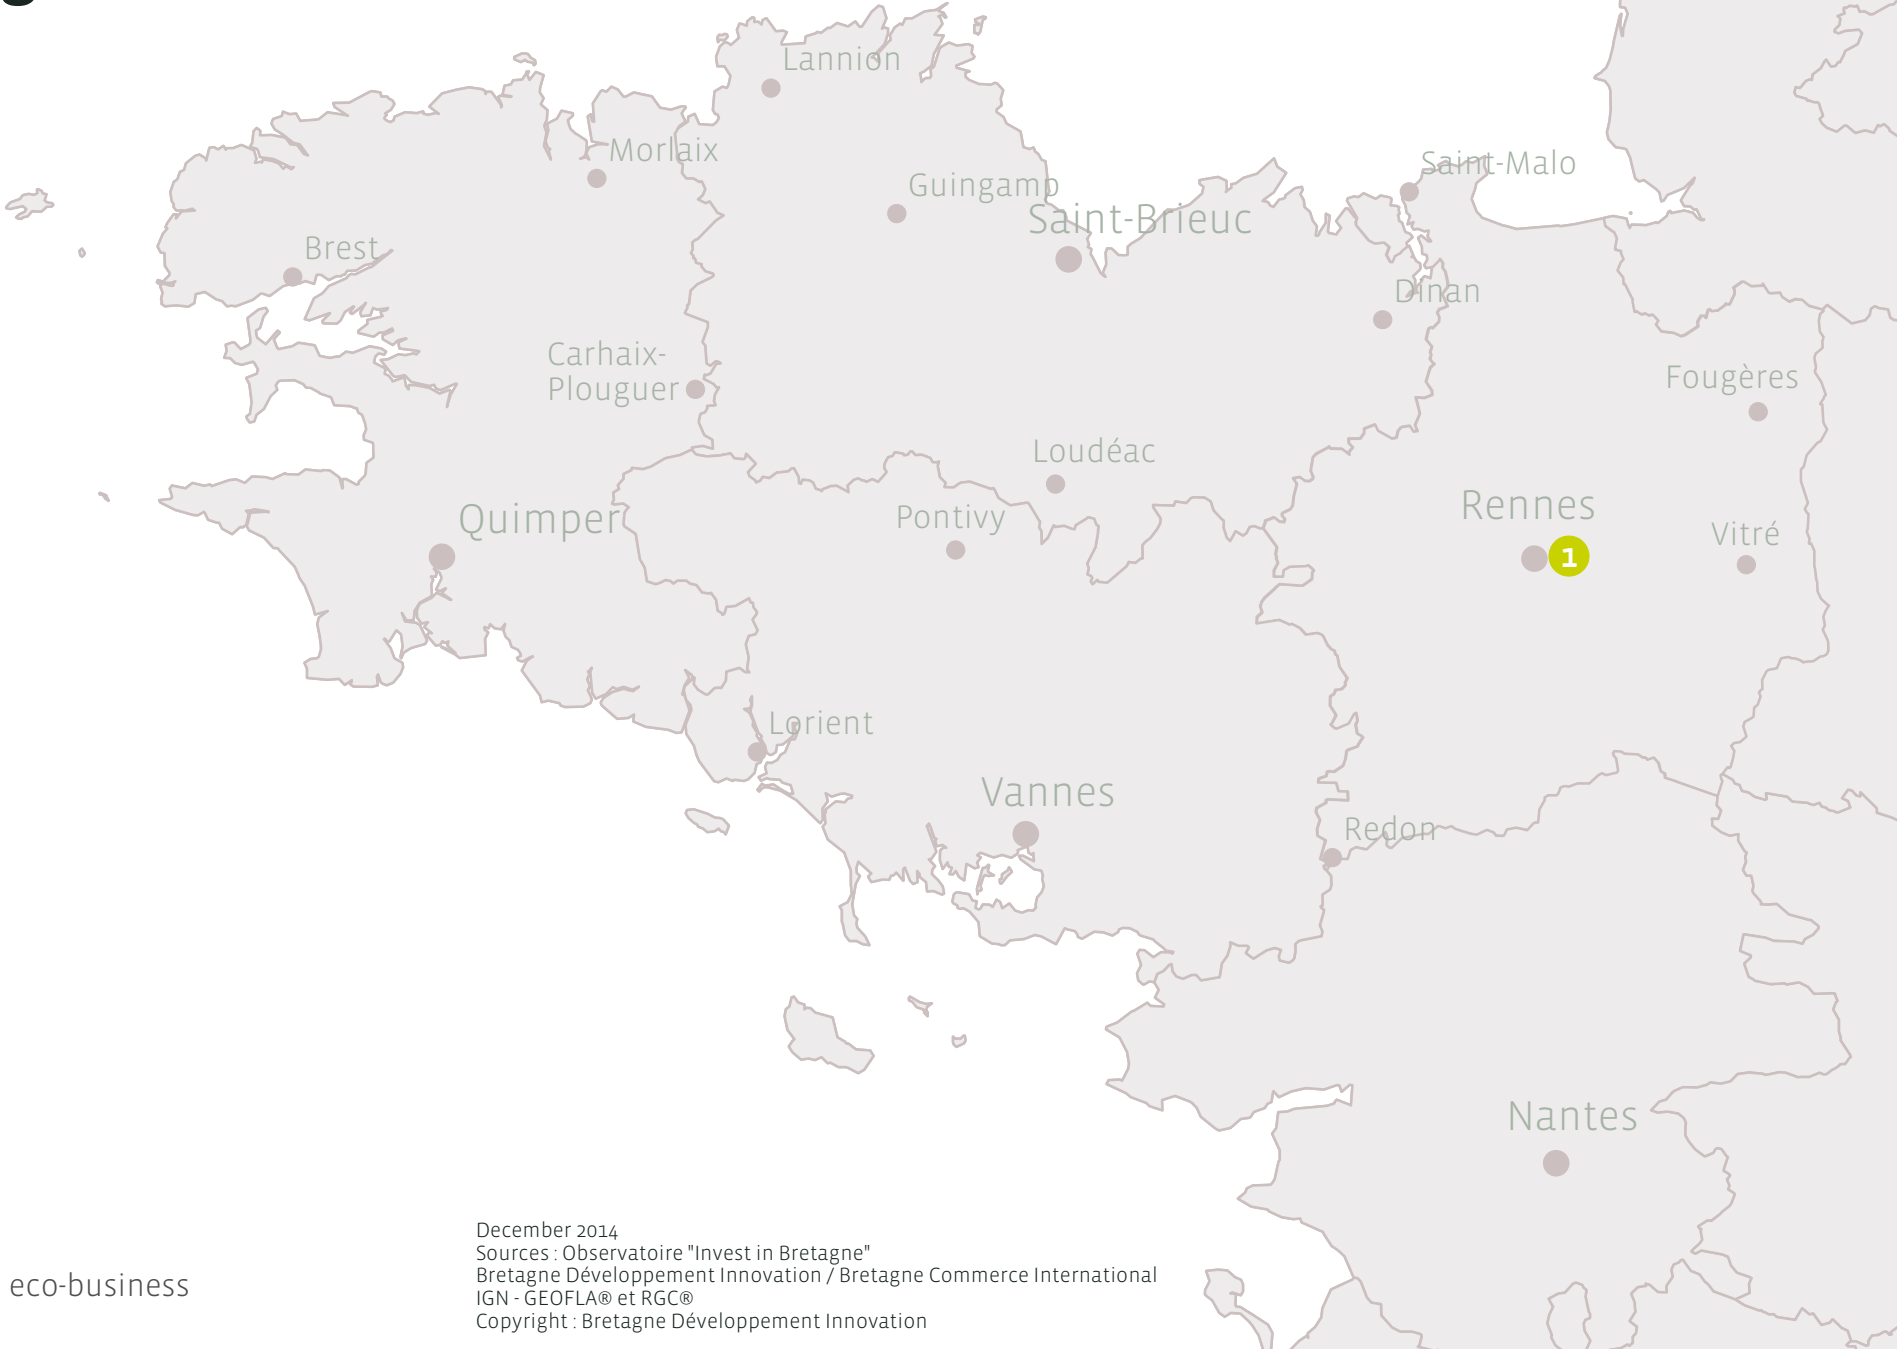 Lannion
Morlaix
Saint-Malo
Guingamp
Saint-Brieuc
Brest
Dinan
Carhaix-
Plouguer
Fougères
Loudéac
Quimper
Pontivy
Rennes
1
Vitré
Lorient
Vannes
Redon
Nantes
eco-business
December 2014
Sources : Observatoire "Invest in Bretagne"
Bretagne Développement Innovation / Bretagne Commerce International
IGN - GEOFLA® et RGC®
Copyright : Bretagne Développement Innovation